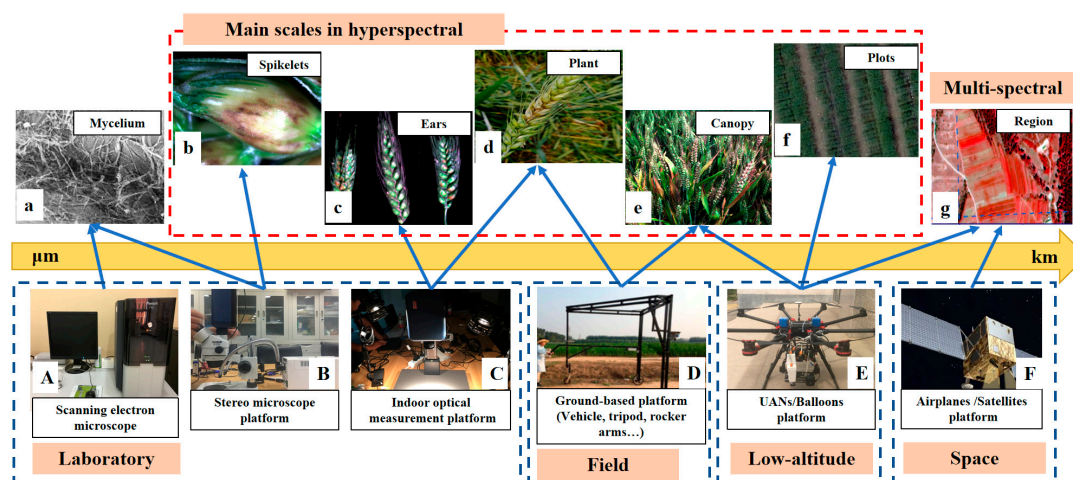 Main scales in hyperspectral
Spikelets
Plant
Plots
Multi-spectral
Mycelium
Ears
Canopy
Region
a
b
c
d
e
f
g
μm
km
A
B
C
D
E
F
Scanning electron
microscope
Stereo microscope
platform
Indoor optical
measurement platform
Ground-based platform
(Vehicle, tripod, rocker
arms…)
UANs/Balloons
platform
Airplanes /Satellites
platform
Laboratory
Field
Low-altitude
Space